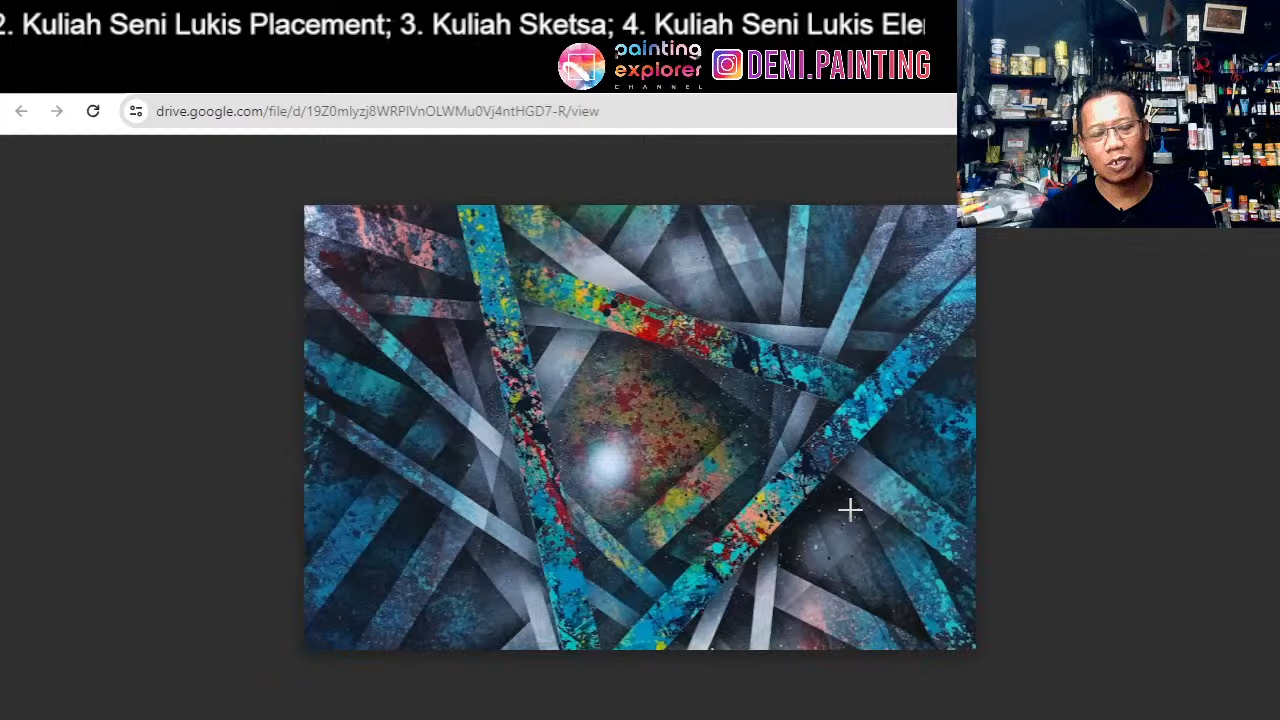 2. Kuliah Seni Lukis Placement; 3. Kuliah Sketsa; 4. Kuliah Seni Lukis
painting
explorer
CHANNEL
DENI.PAINTING
drive.google.com/file/d/19Z0mlyzj8WRPIVnOLWMu0Vj4ntHGD7-R/view